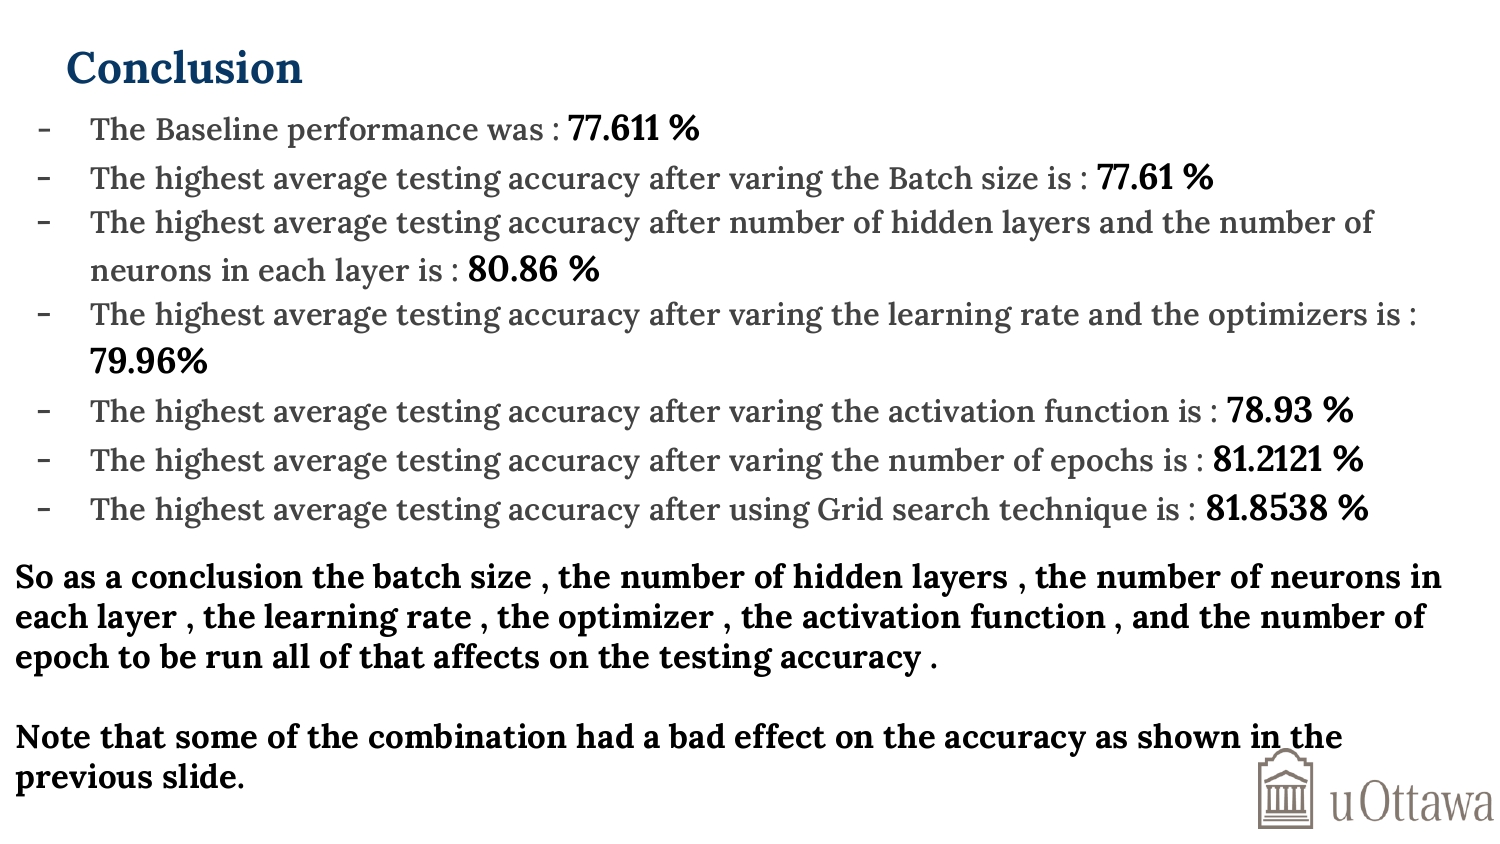 Conclusion
- The Baseline performance was : 77.611 %
- The highest average testing accuracy after varing the Batch size is : 77.61 %
- The highest average testing accuracy after number of hidden layers and the number of
neurons in each layer is : 80.86 %
- The highest average testing accuracy after varing the learning rate and the optimizers is :
79.96%
- The highest average testing accuracy after varing the activation function is : 78.93 %
- The highest average testing accuracy after varing the number of epochs is : 81.2121 %
- The highest average testing accuracy after using Grid search technique is : 81.8538 %
So as a conclusion the batch size , the number of hidden layers , the number of neurons in
each layer , the learning rate , the optimizer , the activation function , and the number of
epoch to be run all of that affects on the testing accuracy .
Note that some of the combination had a bad effect on the accuracy as shown in the
previous slide.
uOttawa